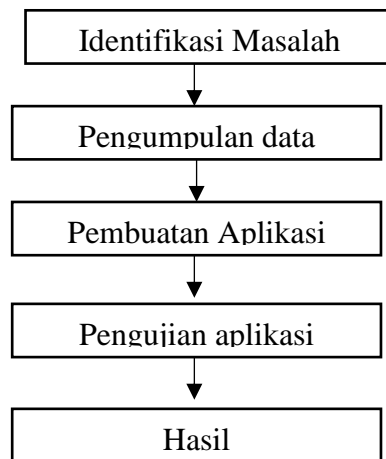 Identifikasi Masalah
Pengumpulan data
Pembuatan Aplikasi
Pengujian aplikasi
Hasil